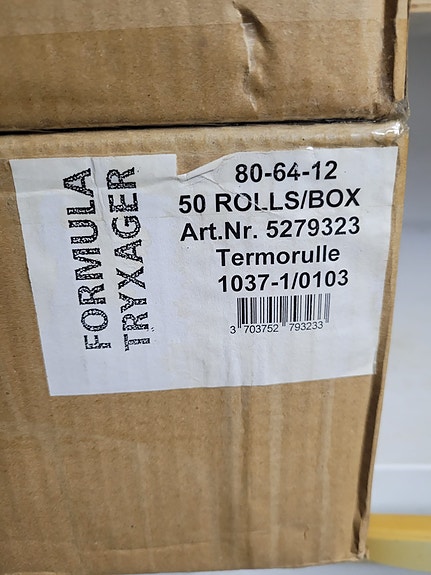 FORMULA
TRYXAGER
80-64-12
50 ROLLS/BOX
Art.Nr. 5279323
Termorulle
1037-1/0103
3 703752 793233